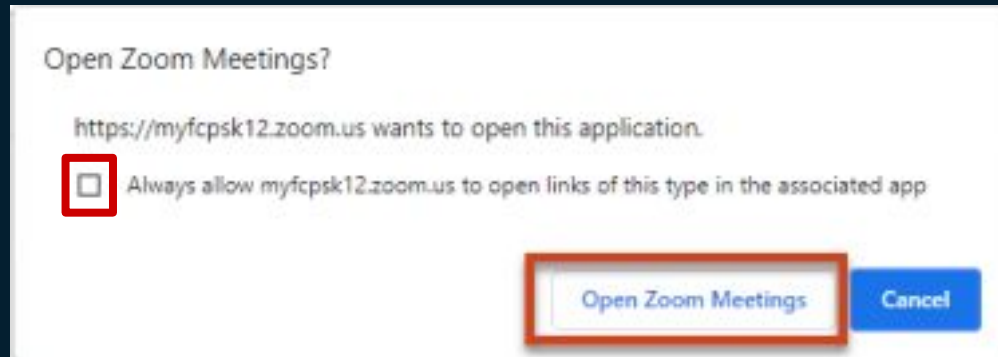 Open Zoom Meetings?
https://myfcpsk12.zoom.us wants to open this application.
Always allow myfcpsk12.zoom.us to open links of this type in the associated app
Open Zoom Meetings Cancel